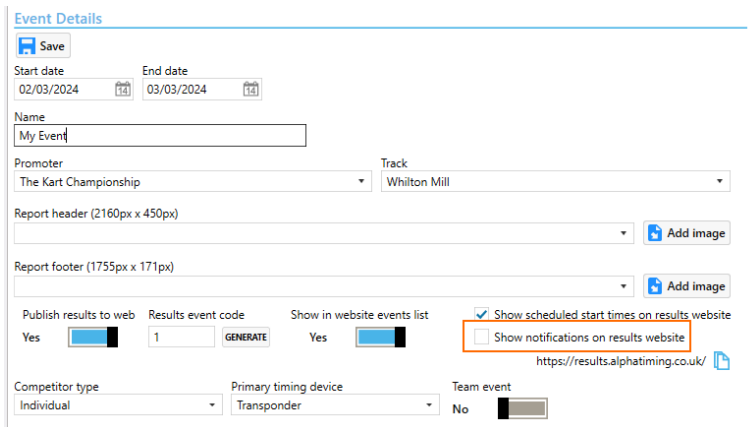 Event Details
Save
Start date End date
02/03/2024 14 03/03/2024 14
Name
My Event
Promoter Track
The Kart Championship Whilton Mill
Report header (2160px x 450px)
Add image
Report footer (1755px x 171px)
Add image
Publish results to web Results event code Show in website events list Show scheduled start times on results website
Yes 1 GENERATE Yes Show notifications on results website
https://results.alphatiming.co.uk/
Competitor type Primary timing device Team event
Individual Transponder No